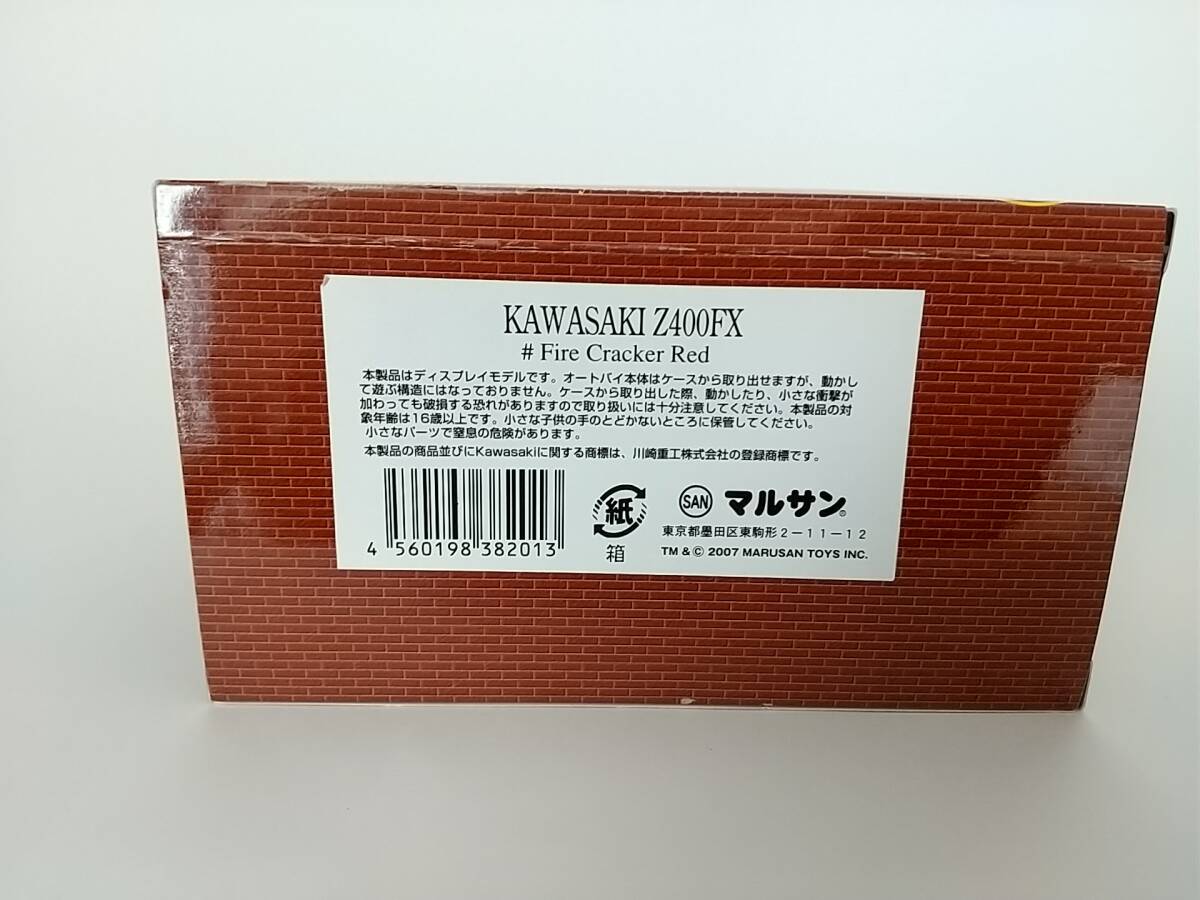 KAWASAKI Z400FX
# Fire Cracker Red
本製品はディスプレイモデルです。オートバイ本体はケースから取り出せますが、動かし
て遊ぶ構造にはなっておりません。ケースから取り出した際、動かしたり、小さな衝撃が
加わっても破損する恐れがありますので取り扱いには十分注意してください。本製品の対
象年齢は16歳以上です。小さな子供の手のとどかないところに保管してください。
小さなパーツで窒息の危険があります。
本製品の商品並びにKawasakiに関する商標は、川崎重工株式会社の登録商標です。
4 560198 382013
紙
箱
SAN マルサン®
東京都墨田区東駒形2-11-12
TM & © 2007 MARUSAN TOYS INC.